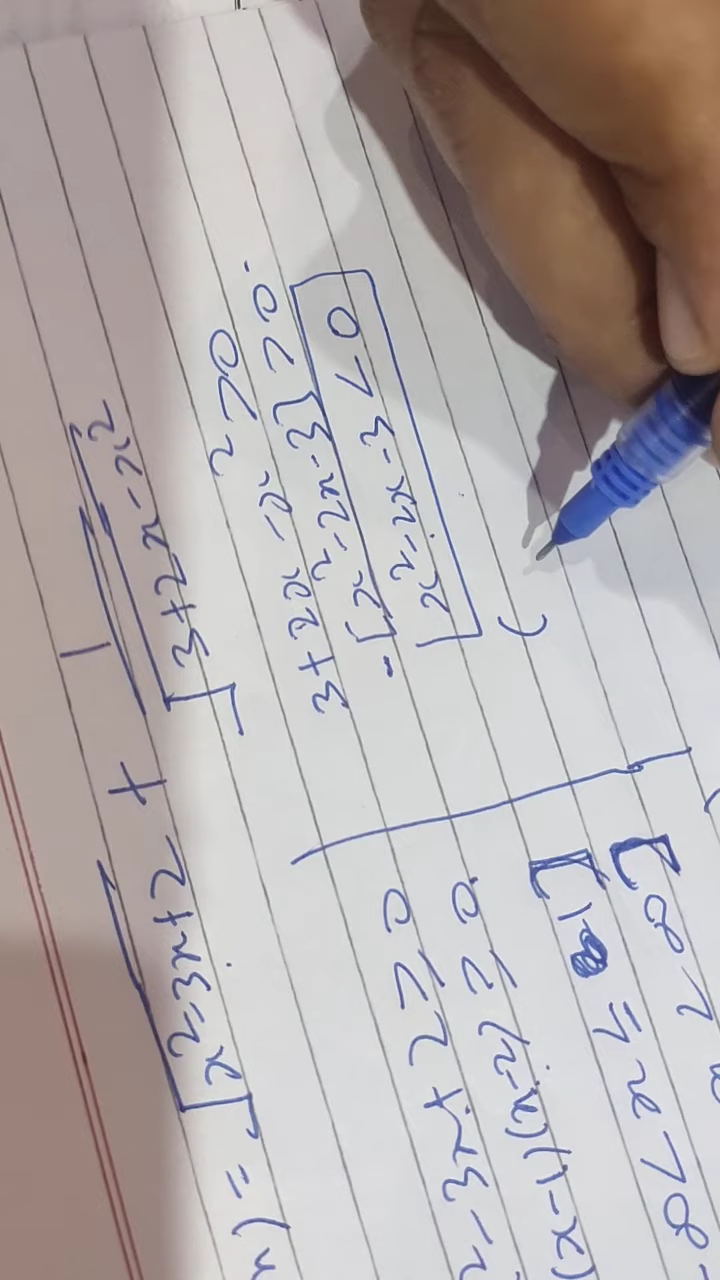 x) = √x²-3x+2 + 1/√3+2x-x²
3+2x-x² >0
-[x²-2x-3] >0.
x²-2x-3 <0
(
-3x+2 ≥0
(x-1)(x-2) ≥0
-∞<x≤1]